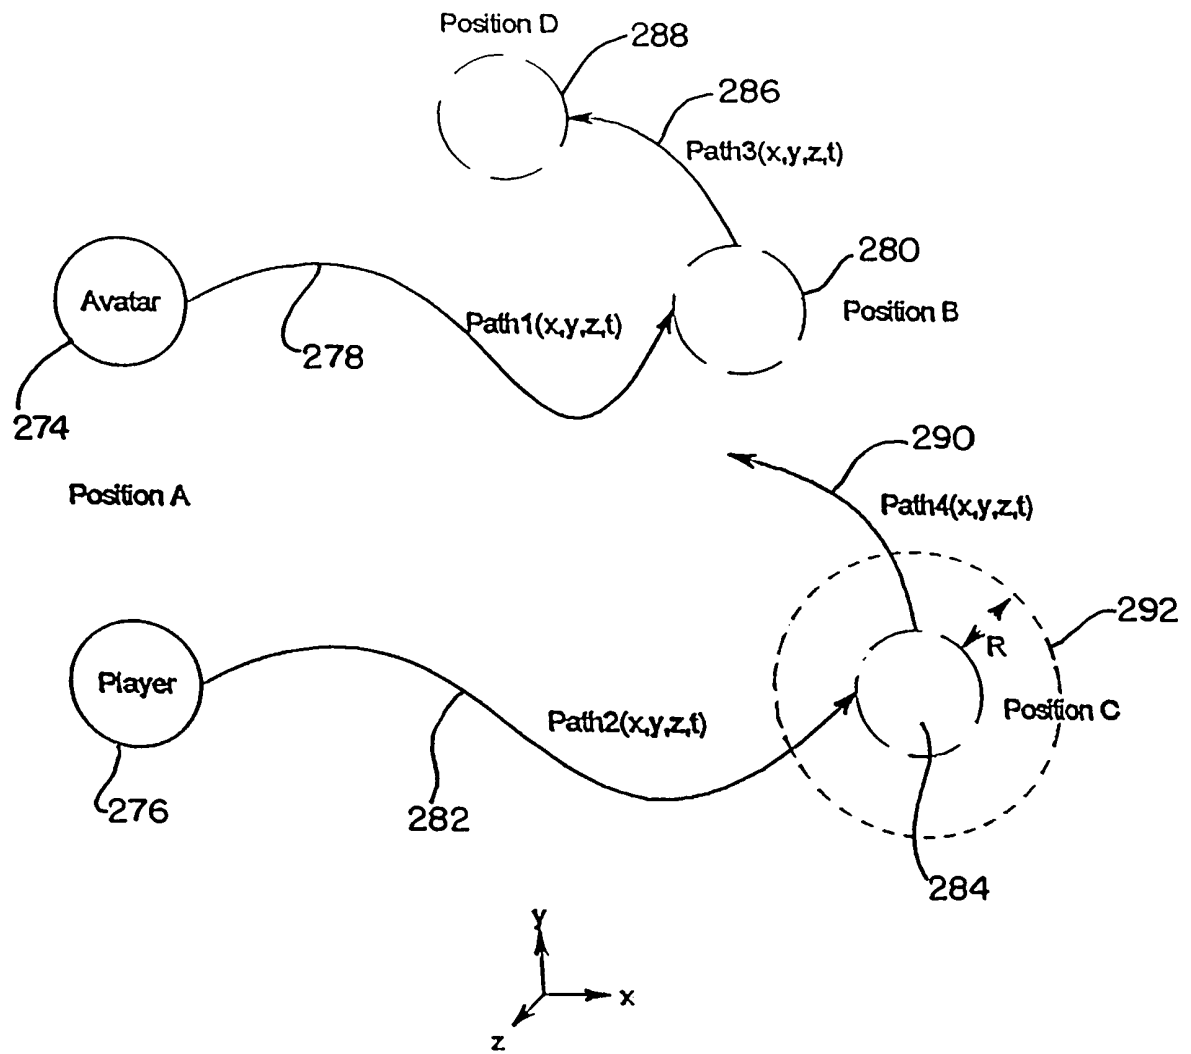 Position D
288
286
Path3(x,y,z,t)
280
Avatar
Position B
Path1(x,y,z,t)
278
274
290
Position A
Path4(x,y,z,t)
292
R
Player
Position C
Path2(x,y,z,t)
276
282
284
y
x
z